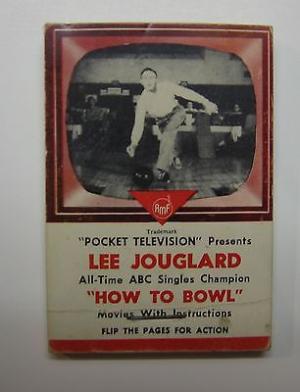 AMF
Trademark
"POCKET TELEVISION" Presents
LEE JOUGLARD
All-Time ABC Singles Champion
"HOW TO BOWL"
Movies With Instructions
FLIP THE PAGES FOR ACTION